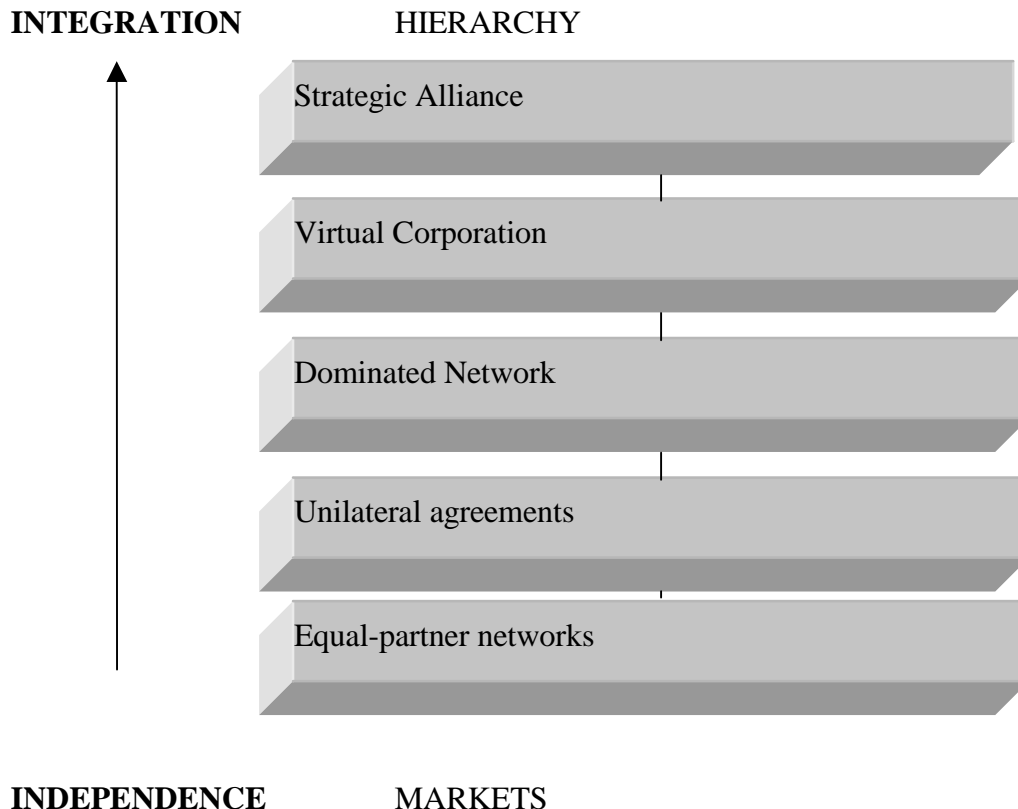 INTEGRATION HIERARCHY
Strategic Alliance
Virtual Corporation
Dominated Network
Unilateral agreements
Equal-partner networks
INDEPENDENCE MARKETS